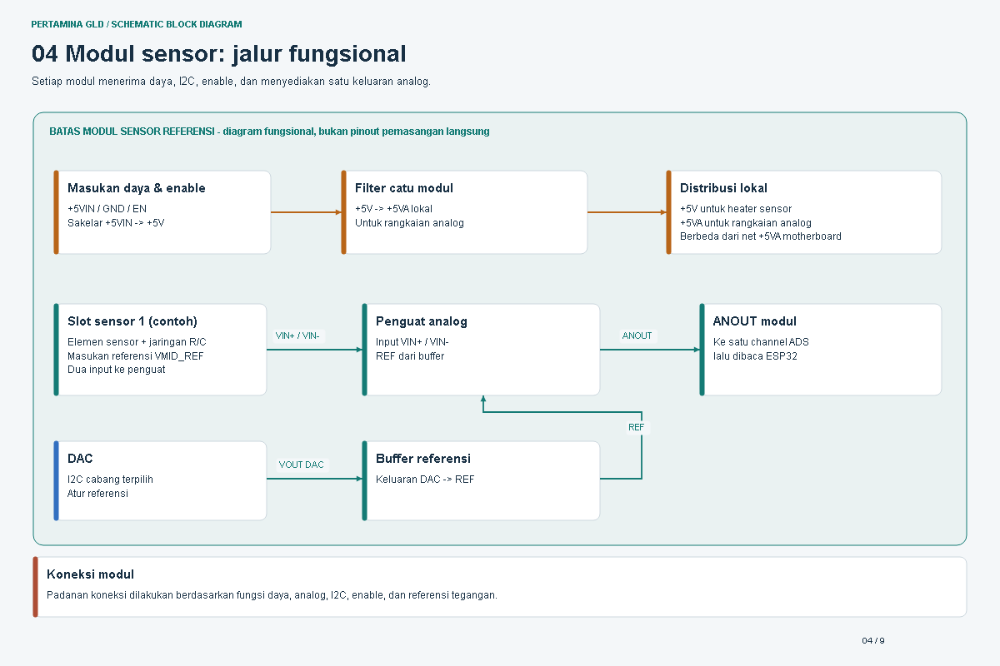 PERTAMINA GLD / SCHEMATIC BLOCK DIAGRAM
04 Modul sensor: jalur fungsional
Setiap modul menerima daya, I2C, enable, dan menyediakan satu keluaran analog.
BATAS MODUL SENSOR REFERENSI - diagram fungsional, bukan pinout pemasangan langsung
Masukan daya & enable
+5VIN / GND / EN
Sakelar +5VIN -> +5V
Filter catu modul
+5V -> +5VA lokal
Untuk rangkaian analog
Distribusi lokal
+5V untuk heater sensor
+5VA untuk rangkaian analog
Berbeda dari net +5VA motherboard
Slot sensor 1 (contoh)
Elemen sensor + jaringan R/C
Masukan referensi VMID_REF
Dua input ke penguat
VIN+ / VIN-
Penguat analog
Input VIN+ / VIN-
REF dari buffer
ANOUT
ANOUT modul
Ke satu channel ADS
lalu dibaca ESP32
REF
DAC
I2C cabang terpilih
Atur referensi
VOUT DAC
Buffer referensi
Keluaran DAC -> REF
Koneksi modul
Padanan koneksi dilakukan berdasarkan fungsi daya, analog, I2C, enable, dan referensi tegangan.
04 / 9